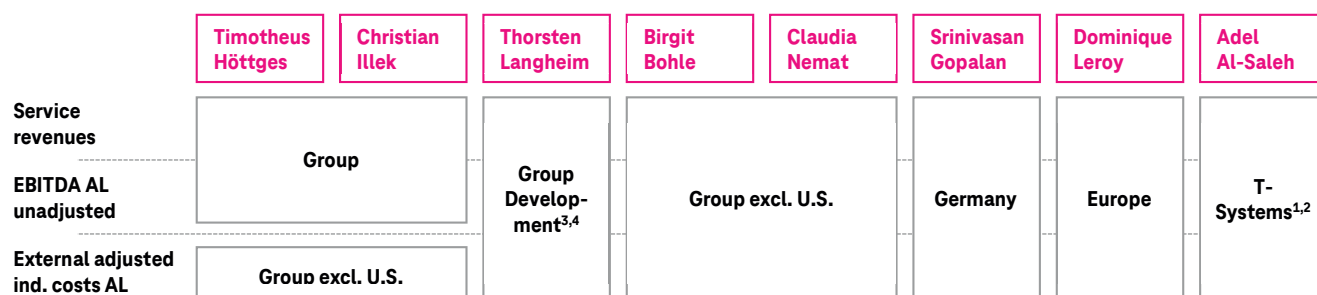 Timotheus
Höttges
Christian
Illek
Thorsten
Langheim
Birgit
Bohle
Claudia
Nemat
Srinivasan
Gopalan
Dominique
Leroy
Adel
Al-Saleh
Service
revenues
Group
EBITDA AL
unadjusted
Group
Develop-
ment3,4
Group excl. U.S.
Germany
Europe
T-
Systems1,2
External adjusted
ind. costs AL
Group excl. U.S.